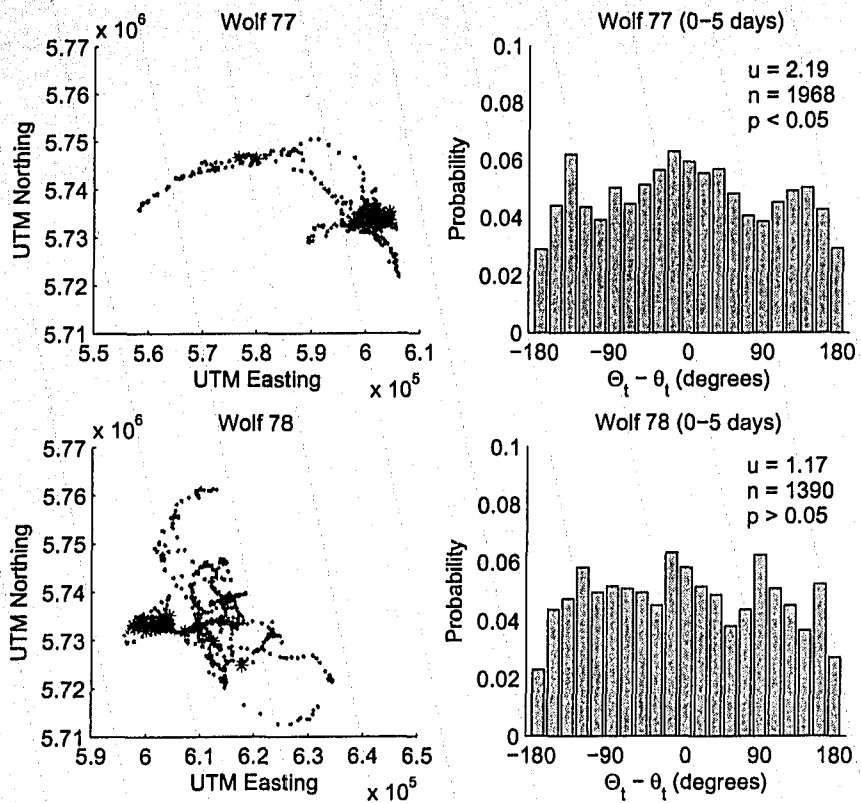 Wolf 77
x 10^6
5.77
5.76
5.75
5.74
5.73
5.72
5.71
UTM Northing
5.5 5.6 5.7 5.8 5.9 6 6.1
UTM Easting
x 10^5
Wolf 77 (0–5 days)
u = 2.19
n = 1968
p < 0.05
0.1
0.08
0.06
0.04
0.02
0
Probability
−180 −90 0 90 180
Θ_t − θ_t (degrees)
Wolf 78
x 10^6
5.77
5.76
5.75
5.74
5.73
5.72
5.71
UTM Northing
5.9 6 6.1 6.2 6.3 6.4 6.5
UTM Easting
x 10^5
Wolf 78 (0–5 days)
u = 1.17
n = 1390
p > 0.05
0.1
0.08
0.06
0.04
0.02
0
Probability
−180 −90 0 90 180
Θ_t − θ_t (degrees)